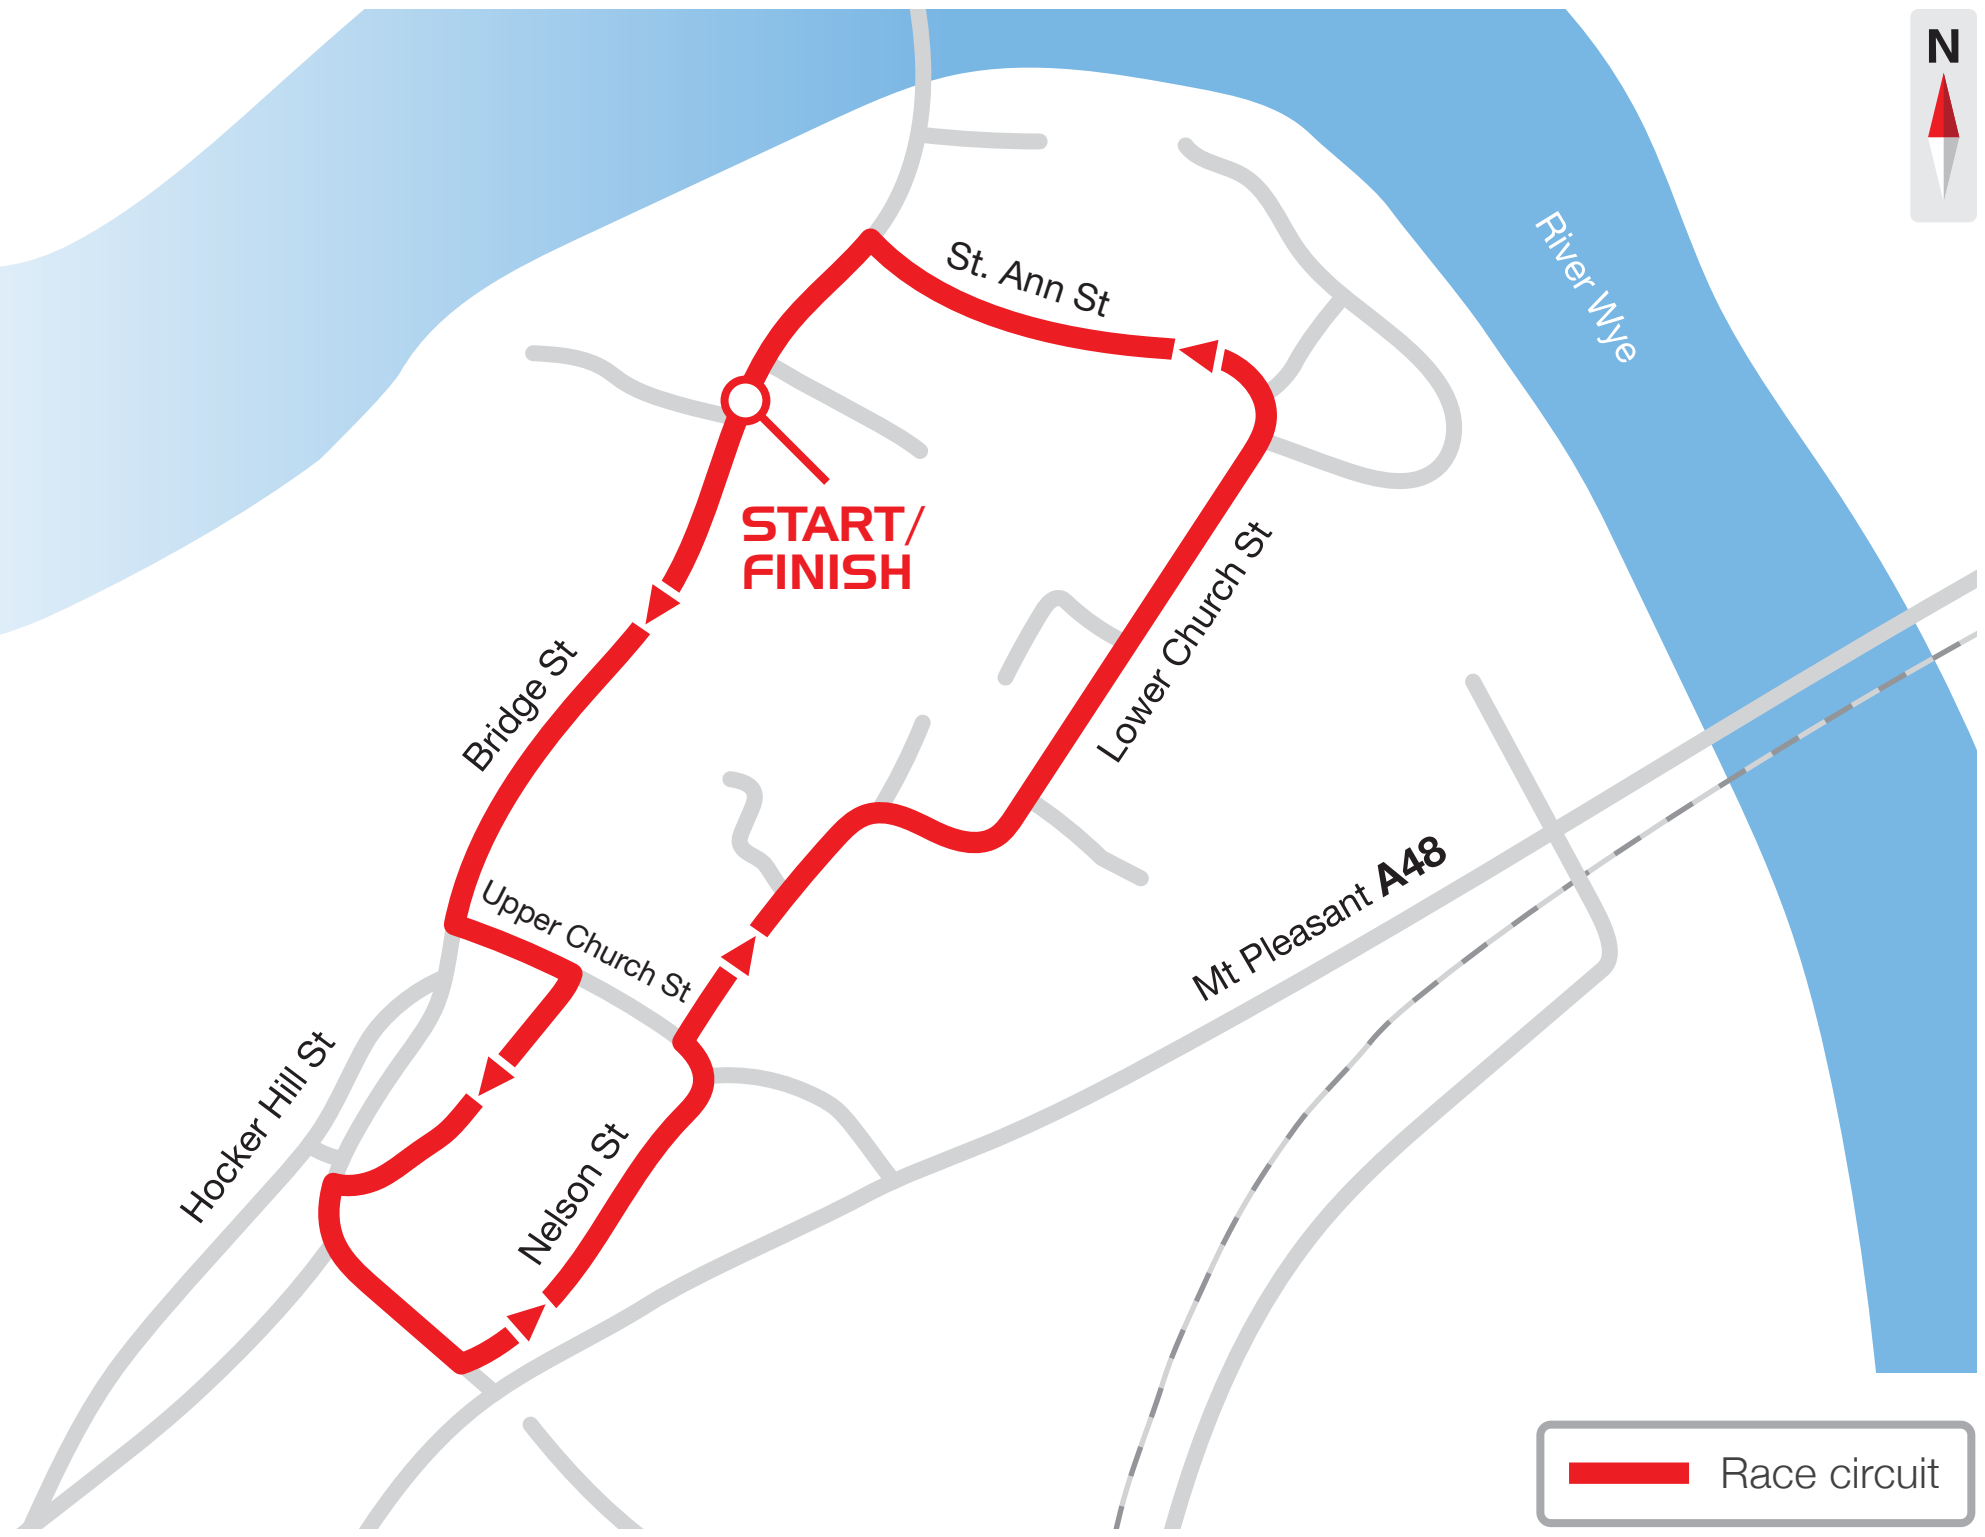 N
St. Ann St
River Wye
START/
FINISH
Bridge St
Lower Church St
Upper Church St
Mt Pleasant A48
Hocker Hill St
Nelson St
Race circuit